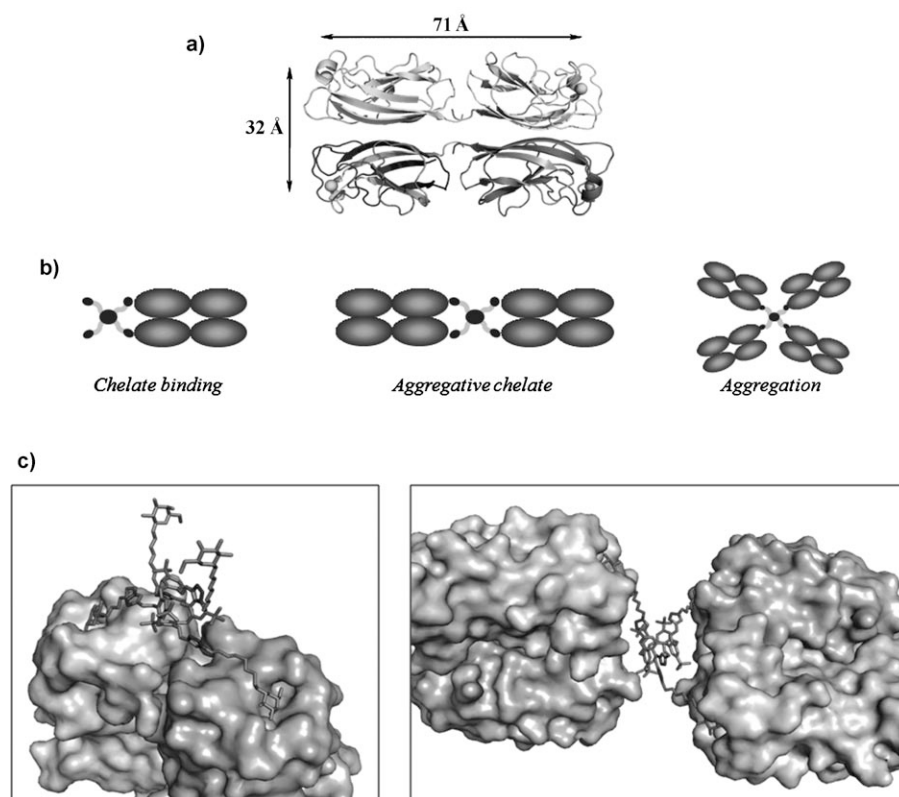 a)
71 Å
32 Å
b)
Chelate binding
Aggregative chelate
Aggregation
c)